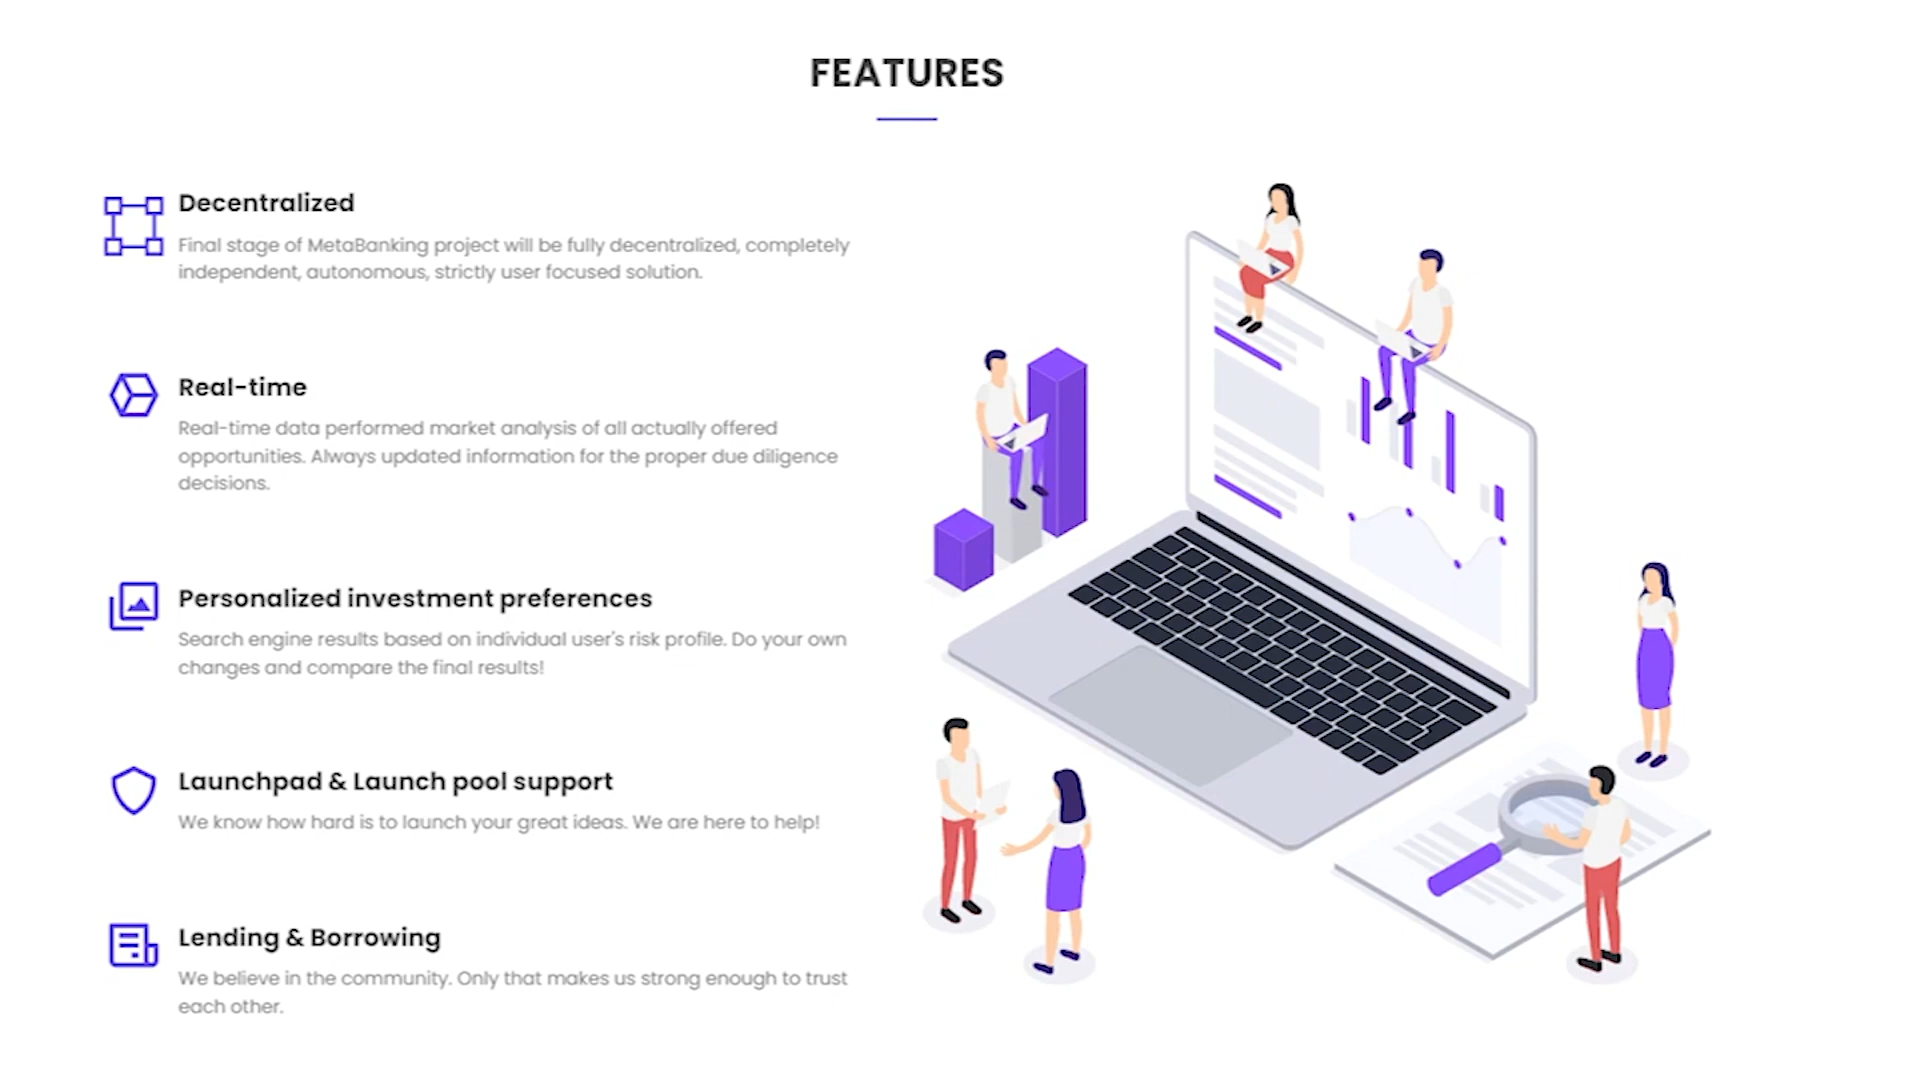 FEATURES
Decentralized
Final stage of MetaBanking project will be fully decentralized, completely
independent, autonomous, strictly user focused solution.
Real-time
Real-time data performed market analysis of all actually offered
opportunities. Always updated information for the proper due diligence
decisions.
Personalized investment preferences
Search engine results based on individual user's risk profile. Do your own
changes and compare the final results!
Launchpad & Launch pool support
We know how hard is to launch your great ideas. We are here to help!
Lending & Borrowing
We believe in the community. Only that makes us strong enough to trust
each other.